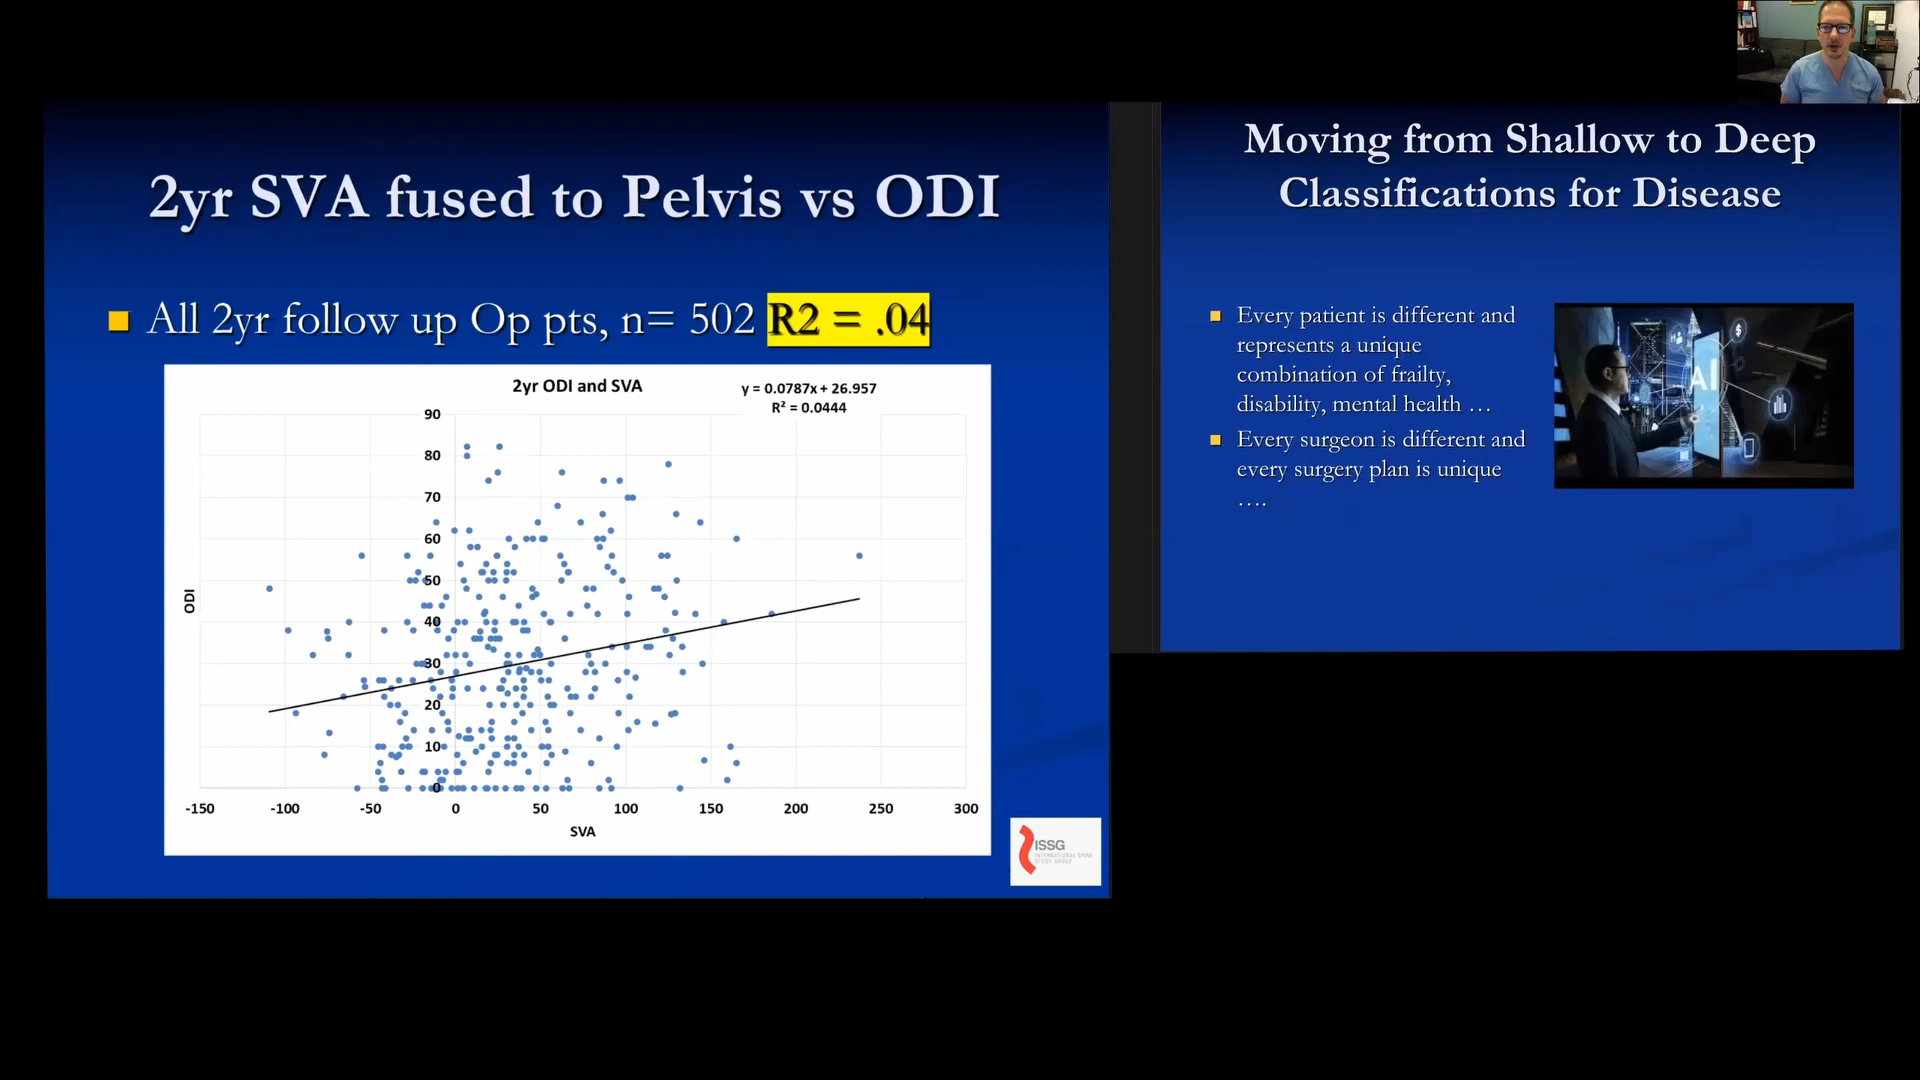 2yr SVA fused to Pelvis vs ODI
All 2yr follow up Op pts, n= 502 R2 = .04
2yr ODI and SVA
y = 0.0787x + 26.957
R² = 0.0444
90
80
70
60
50
40
30
20
10
0
ODI
-150 -100 -50 0 50 100 150 200 250 300
SVA
ISSG
INTERNATIONAL SPINE
STUDY GROUP
Moving from Shallow to Deep
Classifications for Disease
Every patient is different and
represents a unique
combination of frailty,
disability, mental health …
Every surgeon is different and
every surgery plan is unique
….
AI
$